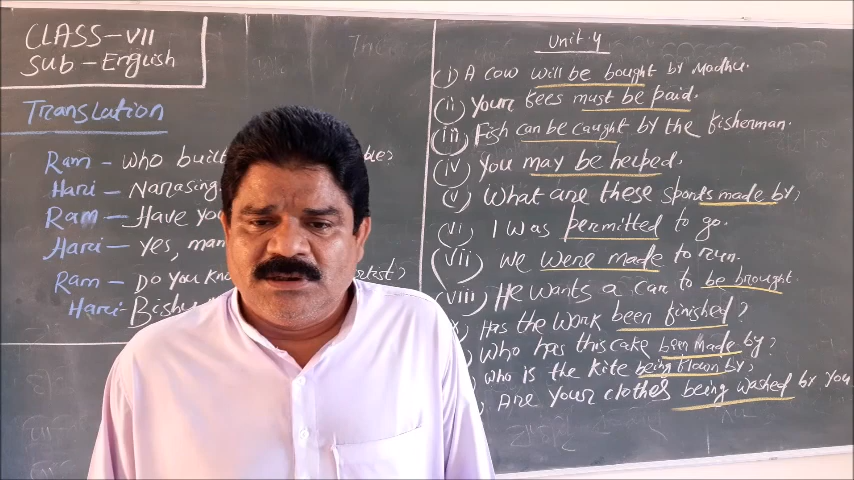 CLASS-VII
Sub-English
Translation
Ram - Who built
Hari - Narasing
Ram - Have you
Hari - Yes, man
Ram - Do You Kno
artist?
Hari - Bishu
Unit-4
(i) A cow will be bought by Madhu.
(ii) Your fees must be paid.
(iii) Fish can be caught by the fisherman.
(iv) You may be helped.
(v) What are these spords made by?
(vi) I was permitted to go.
(vii) We were made to run.
(viii) He wants a car to be brought.
Has the work been finished?
Who has this cake been made by?
Who is the kite being blown by?
Are your clothes being washed by you